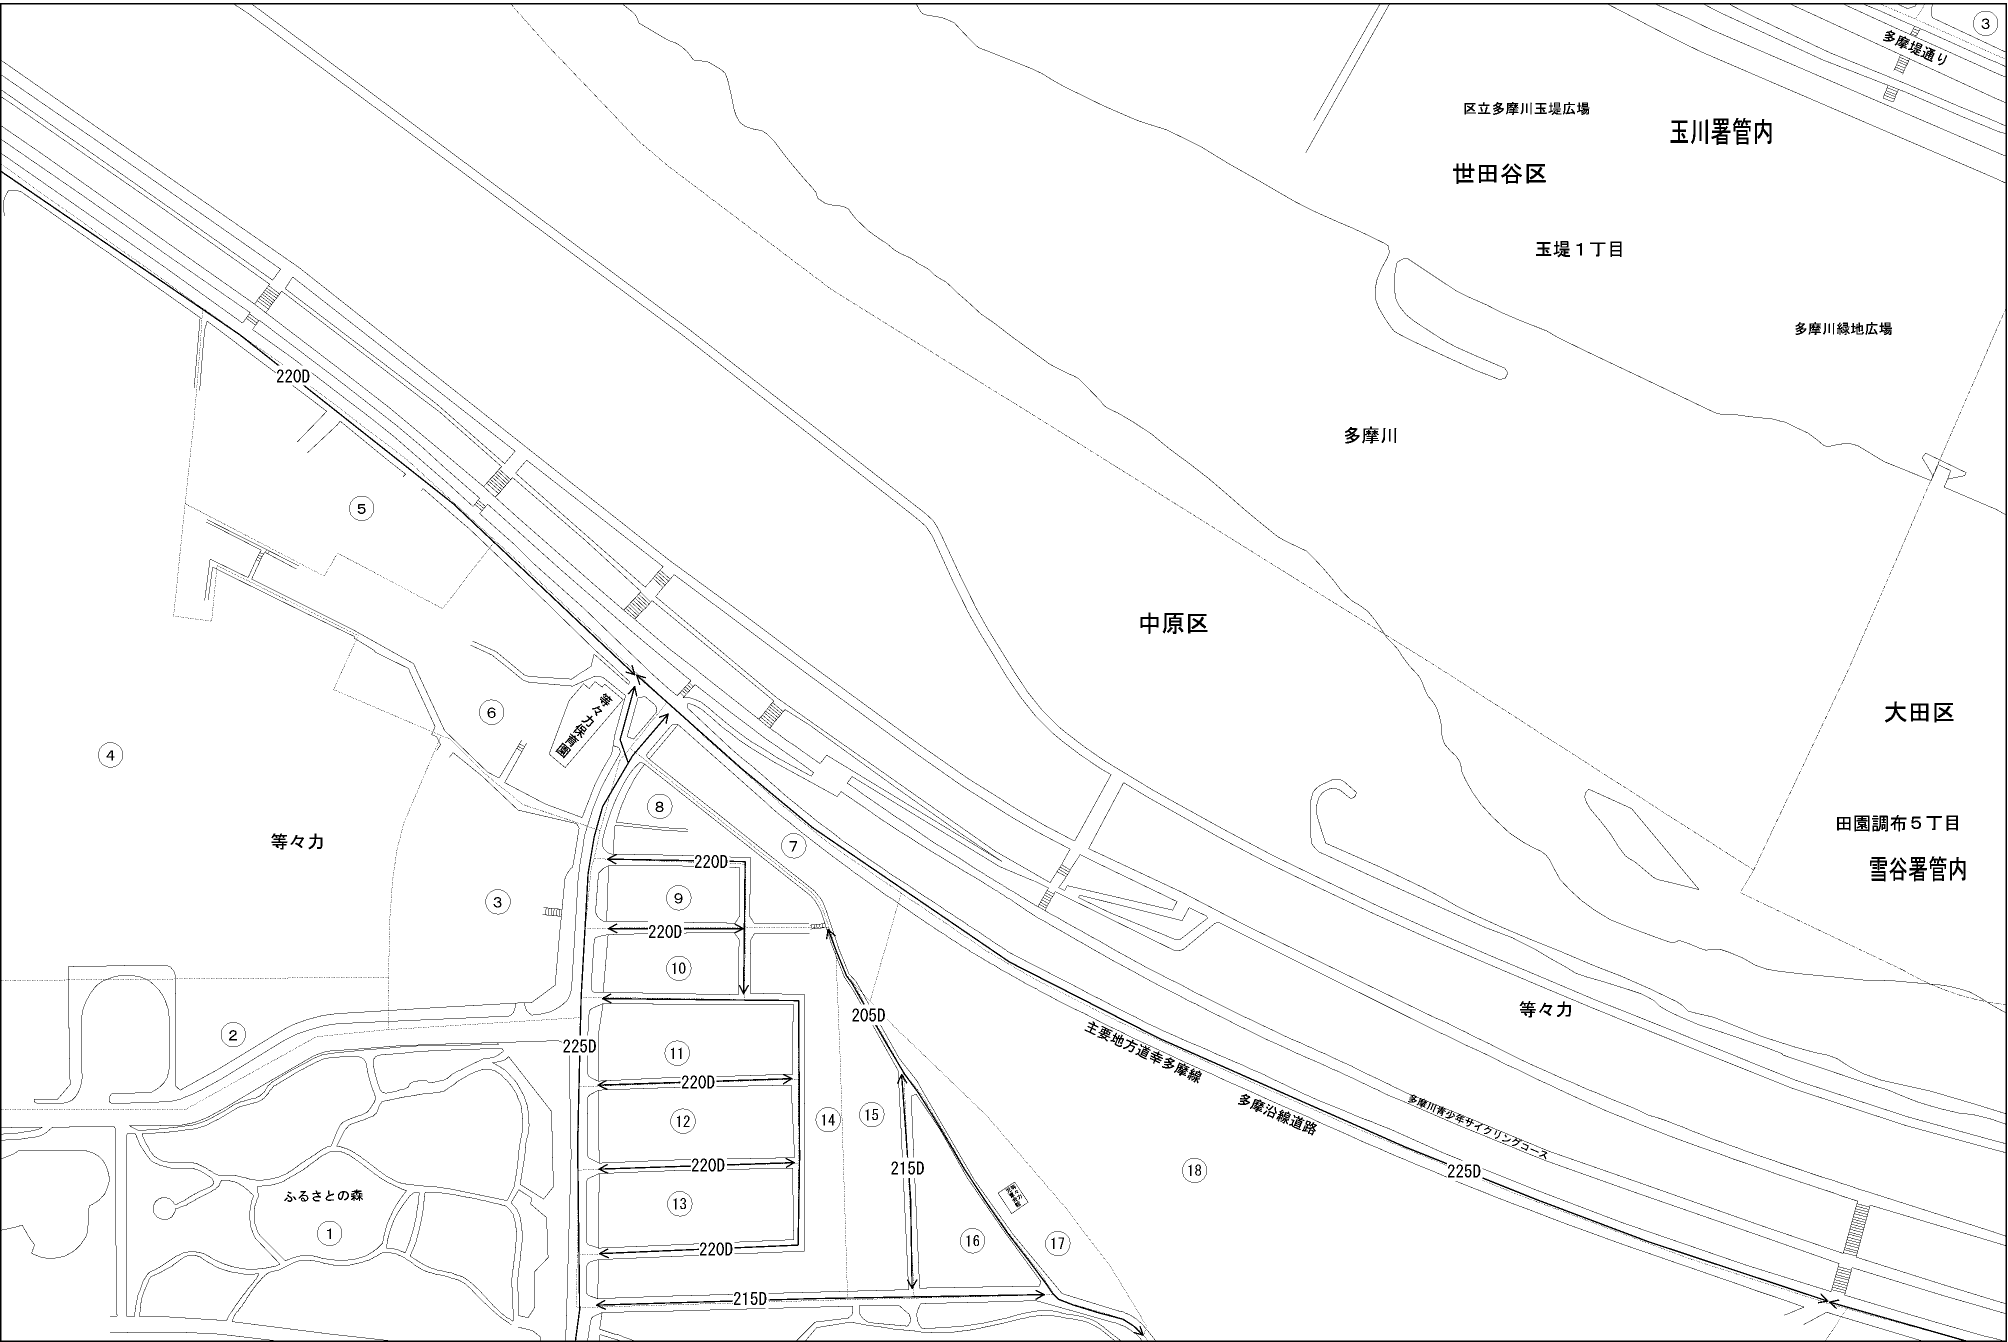 ③
多摩堤通り
区立多摩川玉堤広場
玉川署管内
世田谷区
玉堤1丁目
多摩川緑地広場
220D
多摩川
⑤
中原区
⑥
等々力保育園
大田区
④
⑧
田園調布5丁目
等々力
⑦
220D
雪谷署管内
③
⑨
220D
⑩
205D
等々力
②
主要地方道幸多摩線
225D
⑪
220D
多摩川青少年サイクリングコース
多摩沿線道路
⑫
⑭
⑮
220D
215D
⑱
225D
ふるさとの森
①
⑬
⑯
⑰
220D
215D